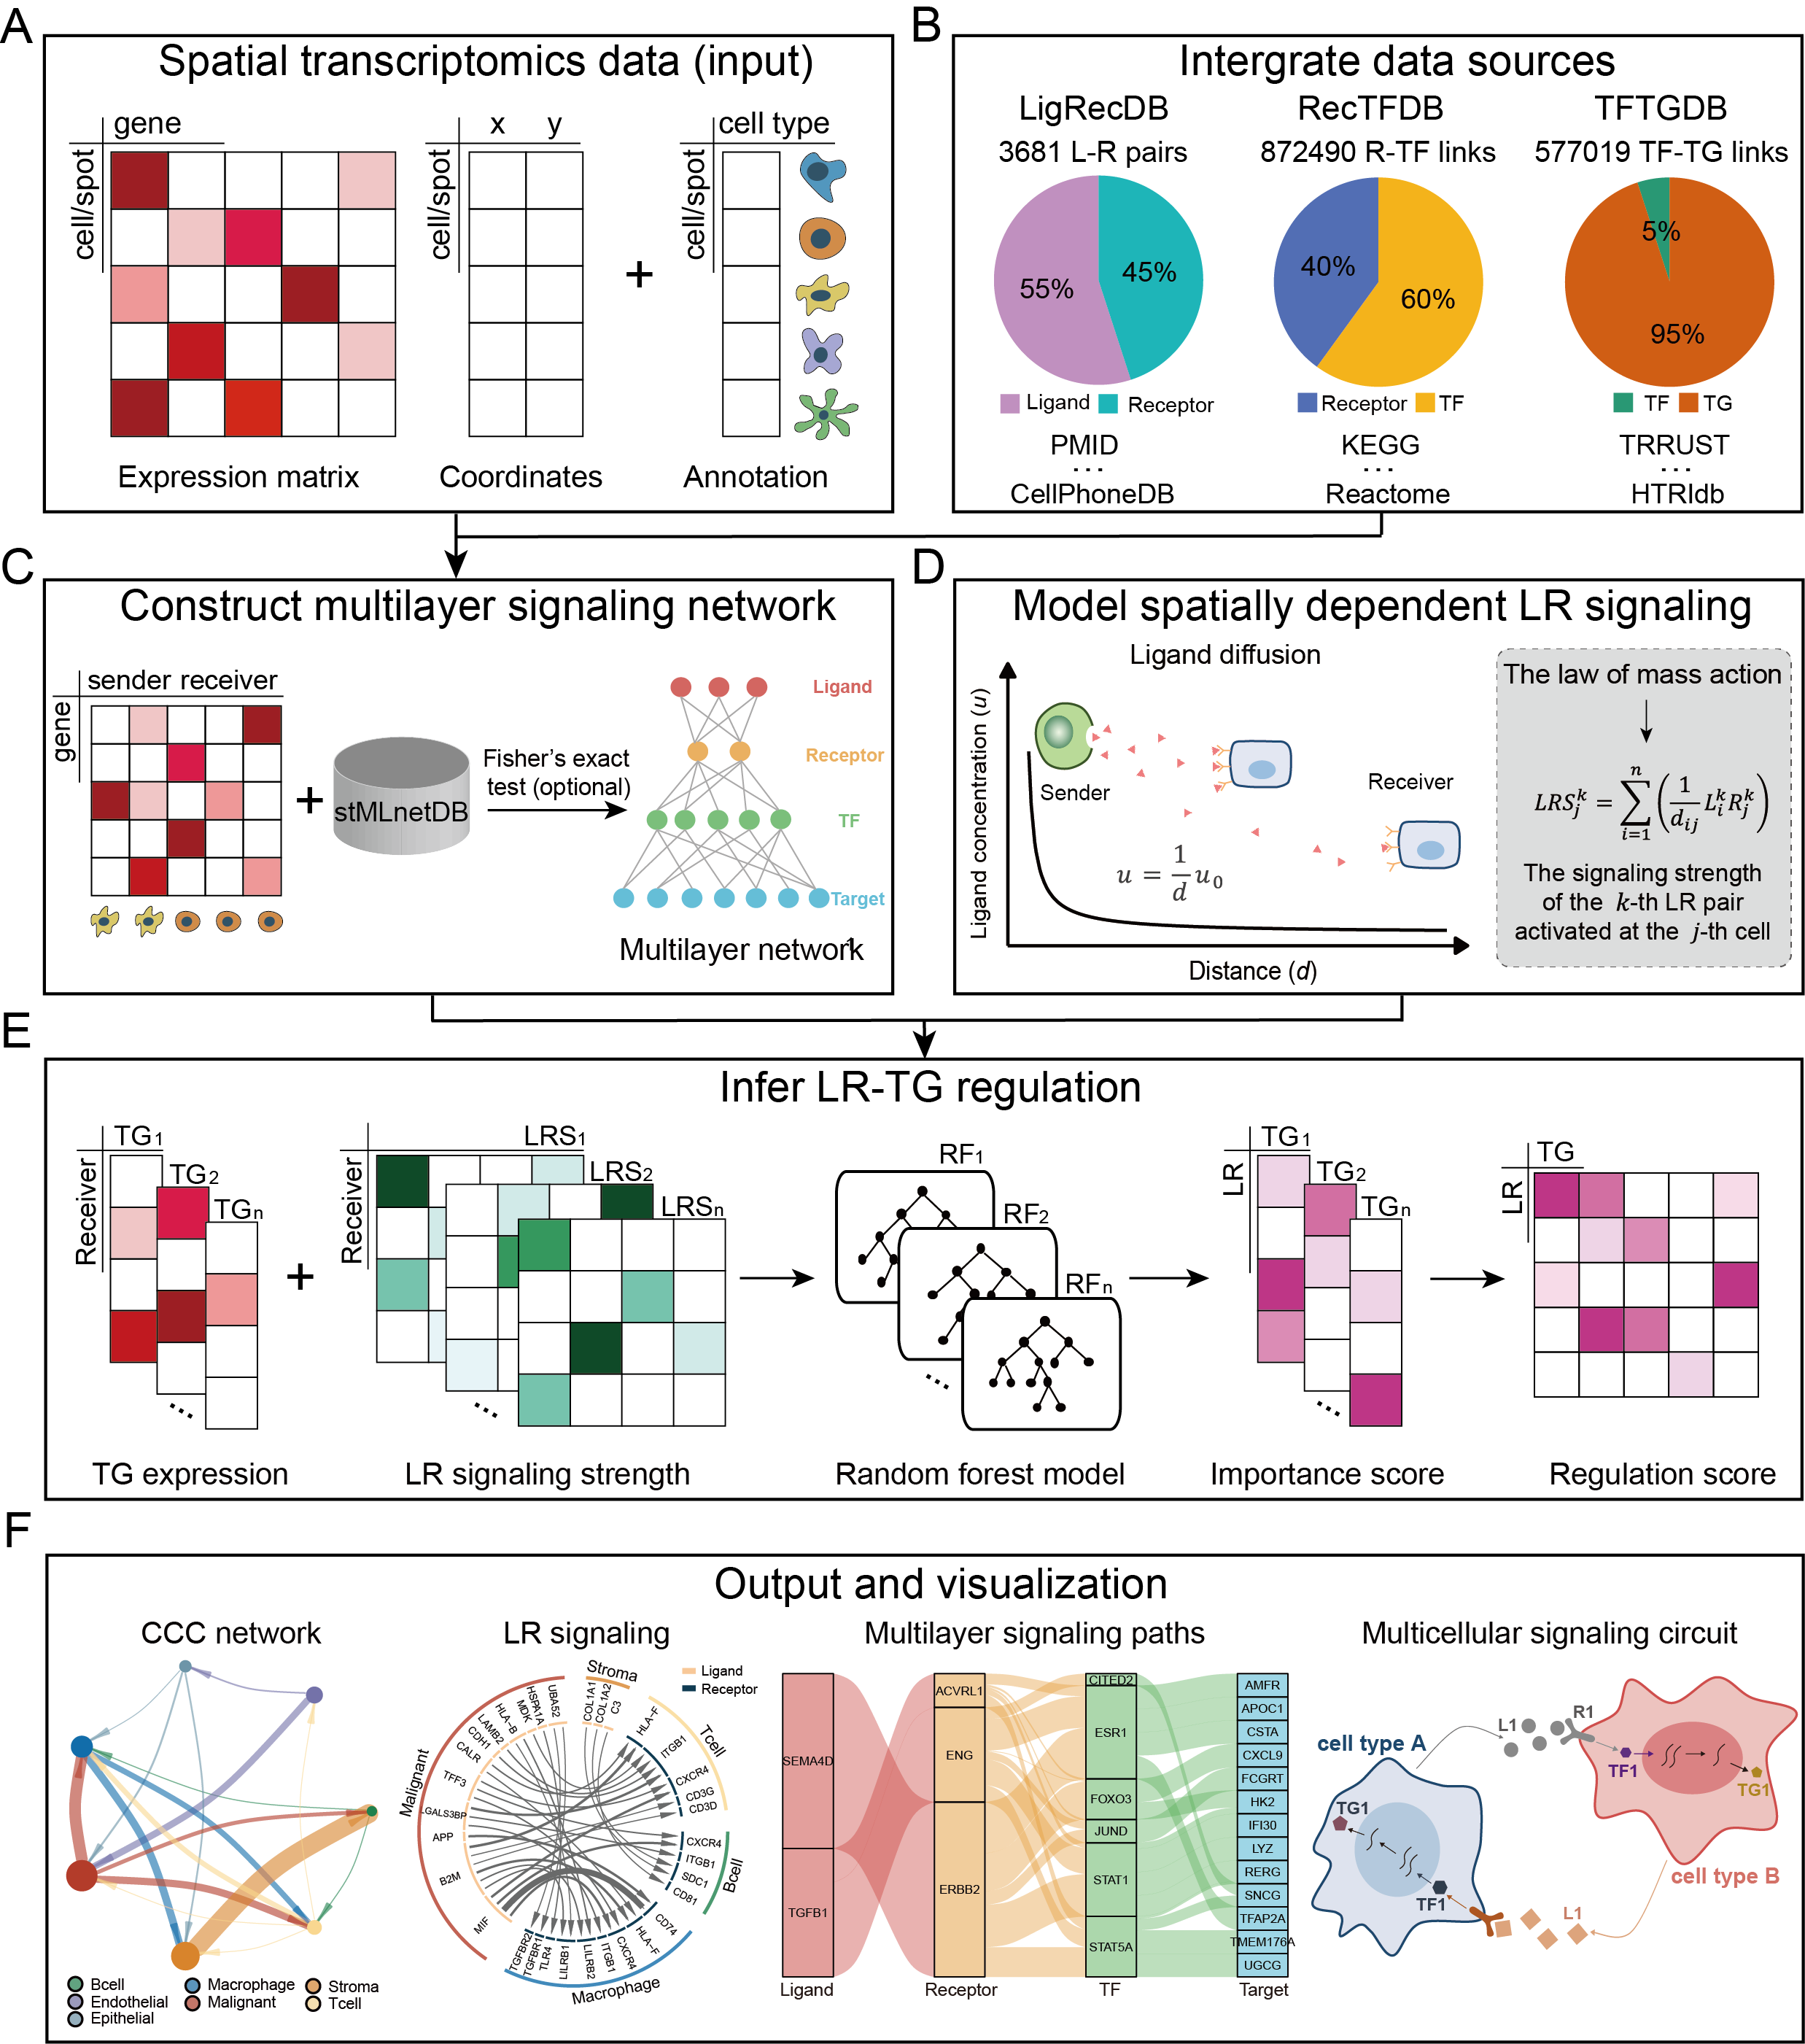 A
Spatial transcriptomics data (input)
gene
cell/spot
x y
cell/spot
cell type
cell/spot
+
Expression matrix
Coordinates
Annotation
B
Intergrate data sources
LigRecDB
3681 L-R pairs
55%
45%
Ligand
Receptor
PMID
...
CellPhoneDB
RecTFDB
872490 R-TF links
40%
60%
Receptor
TF
KEGG
...
Reactome
TFTGDB
577019 TF-TG links
5%
95%
TF
TG
TRRUST
...
HTRIdb
C
Construct multilayer signaling network
sender receiver
gene
+
stMLnetDB
Fisher's exact
test (optional)
Ligand
Receptor
TF
Target
Multilayer network
D
Model spatially dependent LR signaling
Ligand diffusion
Ligand concentration (u)
Sender
Receiver
u = 1/d u0
Distance (d)
The law of mass action
LRS_j^k = ∑_{i=1}^{n} (1/d_ij L_i^k R_j^k)
The signaling strength
of the k-th LR pair
activated at the j-th cell
E
Infer LR-TG regulation
Receiver
TG1
TG2
TGn
...
TG expression
+
Receiver
LRS1
LRS2
LRSn
...
LR signaling strength
RF1
RF2
RFn
...
Random forest model
LR
TG1
TG2
TGn
...
Importance score
TG
LR
Regulation score
F
Output and visualization
CCC network
Bcell
Endothelial
Epithelial
Macrophage
Malignant
Stroma
Tcell
LR signaling
Ligand
Receptor
Stroma
COL1A1
COL1A2
C3
Tcell
HLA-F
ITGB1
CXCR4
CD3G
CD3D
Bcell
CXCR4
ITGB1
SDC1
CD81
Macrophage
CD74
HLA-F
CXCR4
ITGB1
LILRB2
LILRB1
TLR4
TGFBR1
TGFBR2
Malignant
MIF
B2M
APP
LGALS3BP
TFF3
CALR
CDH1
LAMB2
HLA-B
MDK
HSPA1A
UBA52
Multilayer signaling paths
SEMA4D
TGFB1
Ligand
ACVRL1
ENG
ERBB2
Receptor
CITED2
ESR1
FOXO3
JUND
STAT1
STAT5A
TF
AMFR
APOC1
CSTA
CXCL9
FCGRT
HK2
IFI30
LYZ
RERG
SNCG
TFAP2A
TMEM176A
UGCG
Target
Multicellular signaling circuit
cell type A
TG1
TF1
L1
L1
R1
TF1
TG1
cell type B